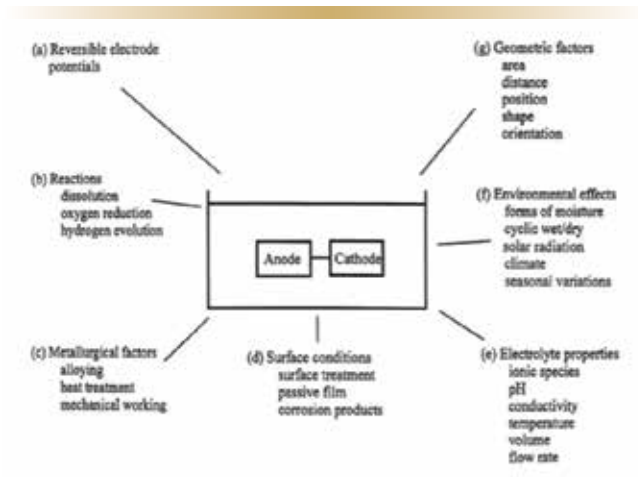 (a) Reversible electrode
potentials
(g) Geometric factors
area
distance
position
shape
orientation
(b) Reactions
dissolution
oxygen reduction
hydrogen evolution
(f) Environmental effects
forms of moisture
cyclic wet/dry
solar radiation
climate
seasonal variations
Anode
Cathode
(c) Metallurgical factors
alloying
heat treatment
mechanical working
(d) Surface conditions
surface treatment
passive film
corrosion products
(e) Electrolyte properties
ionic species
pH
conductivity
temperature
volume
flow rate